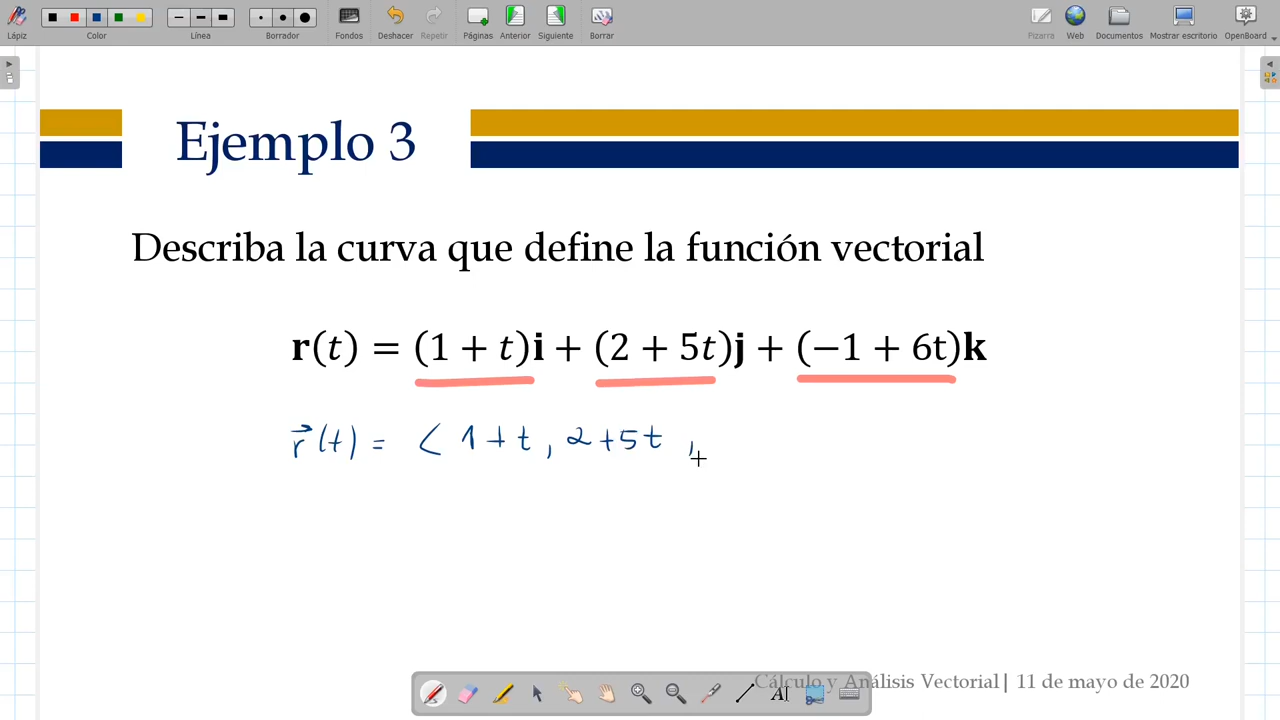 Lápiz Color Línea Borrador Fondos Deshacer Repetir Páginas Anterior Siguiente Borrar Pizarra Web Documentos Mostrar escritorio OpenBoard
Ejemplo 3
Describa la curva que define la función vectorial
r(t) = (1 + t)i + (2 + 5t)j + (−1 + 6t)k
r⃗(t) = ⟨ 1 + t , 2 + 5t ,
Cálculo y Análisis Vectorial| 11 de mayo de 2020